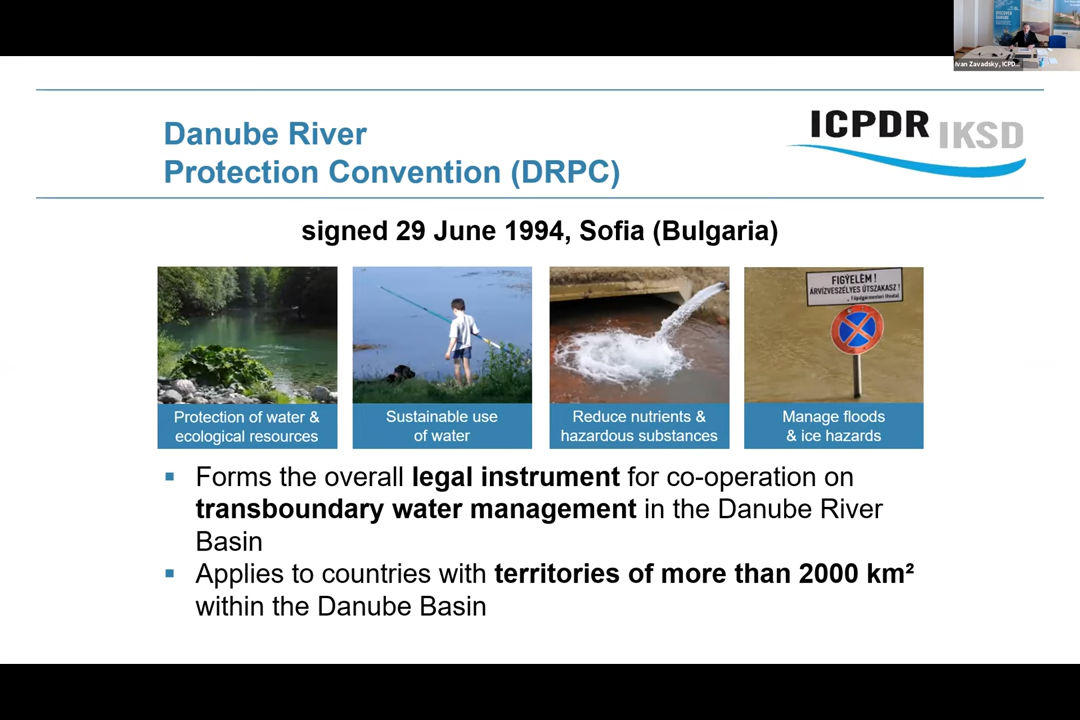 Ivan Zavadsky, ICPD...
Danube River
Protection Convention (DRPC)
ICPDR IKSD
signed 29 June 1994, Sofia (Bulgaria)
FIGYELEM !
ÁRVÍZVESZÉLYES ÚTSZAKASZ !
Protection of water &
ecological resources
Sustainable use
of water
Reduce nutrients &
hazardous substances
Manage floods
& ice hazards
Forms the overall legal instrument for co-operation on
transboundary water management in the Danube River
Basin
Applies to countries with territories of more than 2000 km²
within the Danube Basin